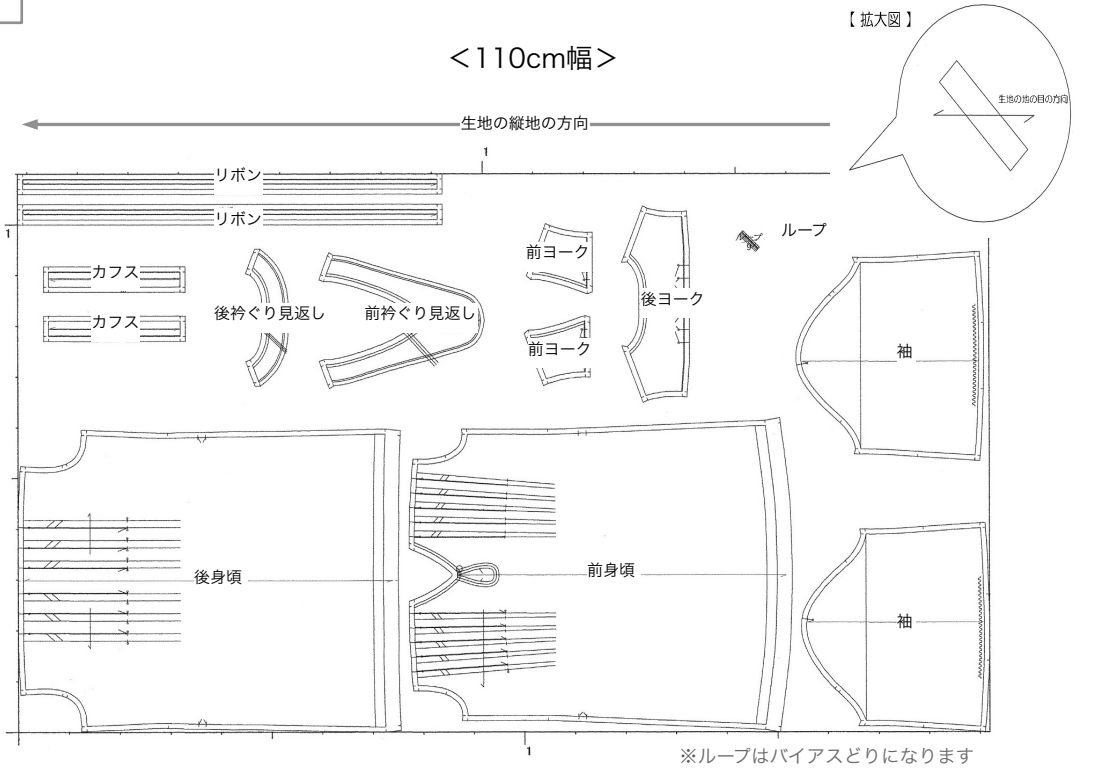 【 拡大図 】
＜110cm幅＞
生地の地の目の方向
生地の縦地の方向
1
リボン
リボン
1
ループ
前ヨーク
カフス
後ヨーク
後衿ぐり見返し
前衿ぐり見返し
カフス
前ヨーク
袖
後身頃
前身頃
袖
1
※ループはバイアスどりになります